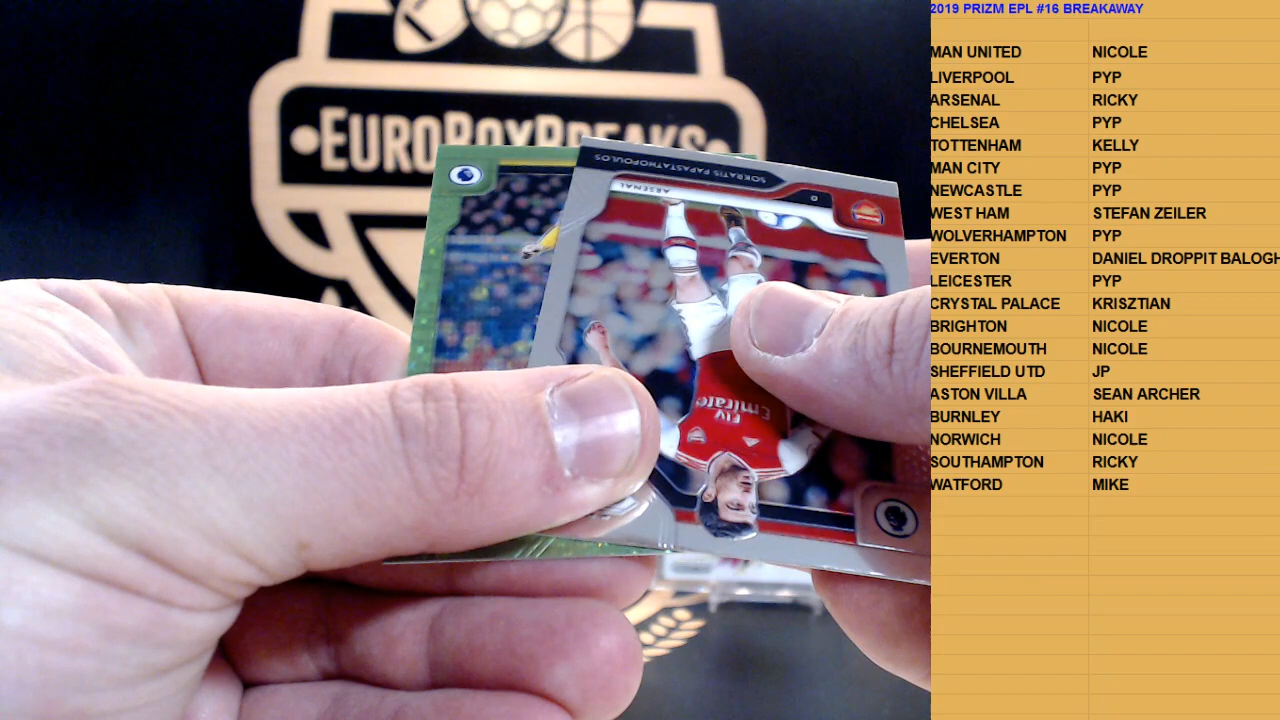 2019 PRIZM EPL #16 BREAKAWAY
MAN UNITED NICOLE
LIVERPOOL PYP
ARSENAL RICKY
CHELSEA PYP
TOTTENHAM KELLY
MAN CITY PYP
NEWCASTLE PYP
WEST HAM STEFAN ZEILER
WOLVERHAMPTON PYP
EVERTON DANIEL DROPPIT BALOGH
LEICESTER PYP
CRYSTAL PALACE KRISZTIAN
BRIGHTON NICOLE
BOURNEMOUTH NICOLE
SHEFFIELD UTD JP
ASTON VILLA SEAN ARCHER
BURNLEY HAKI
NORWICH NICOLE
SOUTHAMPTON RICKY
WATFORD MIKE
EUROBOXBREAKS
SOKRATIS PAPASTATHOPOULOS
D
ARSENAL
Fly
Emirates